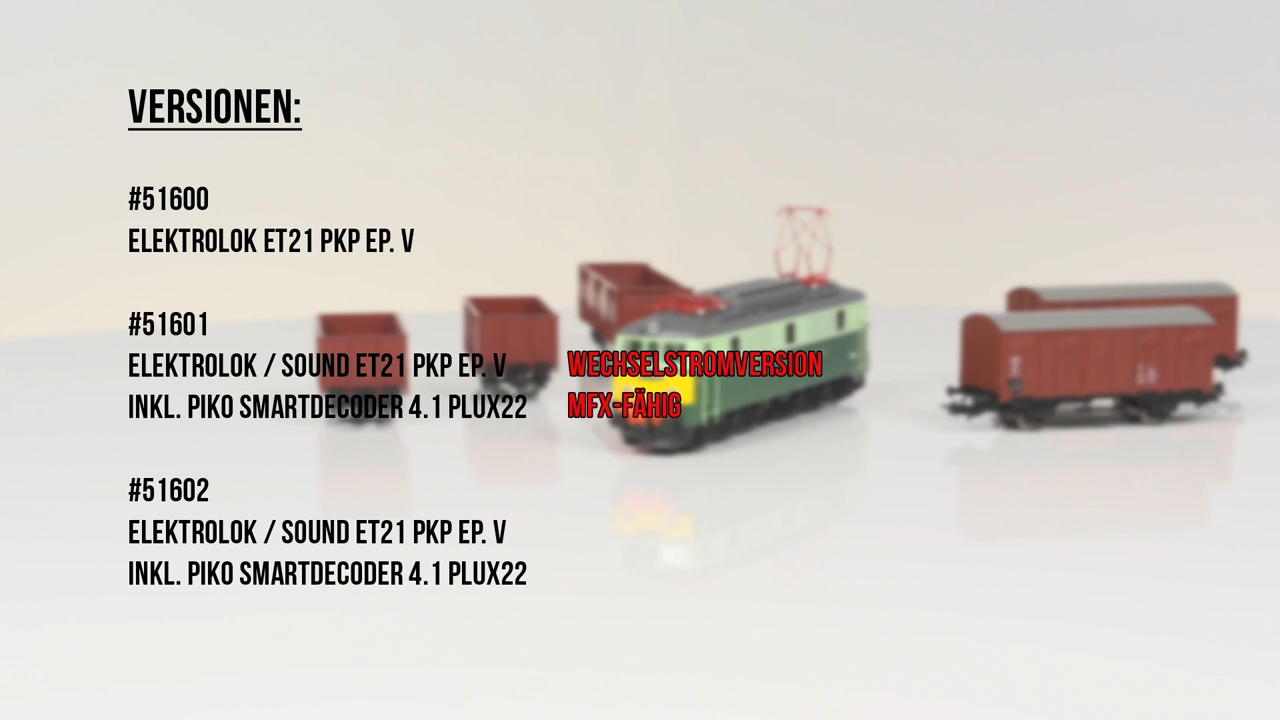 VERSIONEN:
#51600
ELEKTROLOK ET21 PKP EP. V
#51601
ELEKTROLOK / SOUND ET21 PKP EP. V
INKL. PIKO SMARTDECODER 4.1 PLUX22
WECHSELSTROMVERSION
MFX-FÄHIG
#51602
ELEKTROLOK / SOUND ET21 PKP EP. V
INKL. PIKO SMARTDECODER 4.1 PLUX22